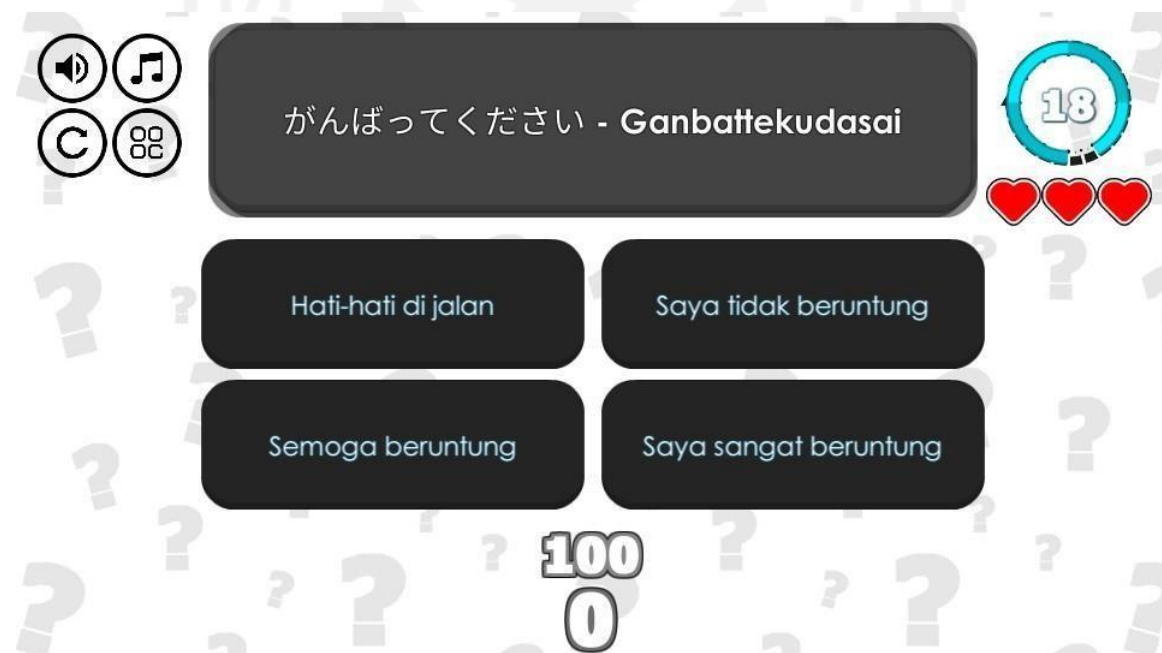 がんばってください - Ganbattekudasai
18
Hati-hati di jalan
Saya tidak beruntung
Semoga beruntung
Saya sangat beruntung
100
0